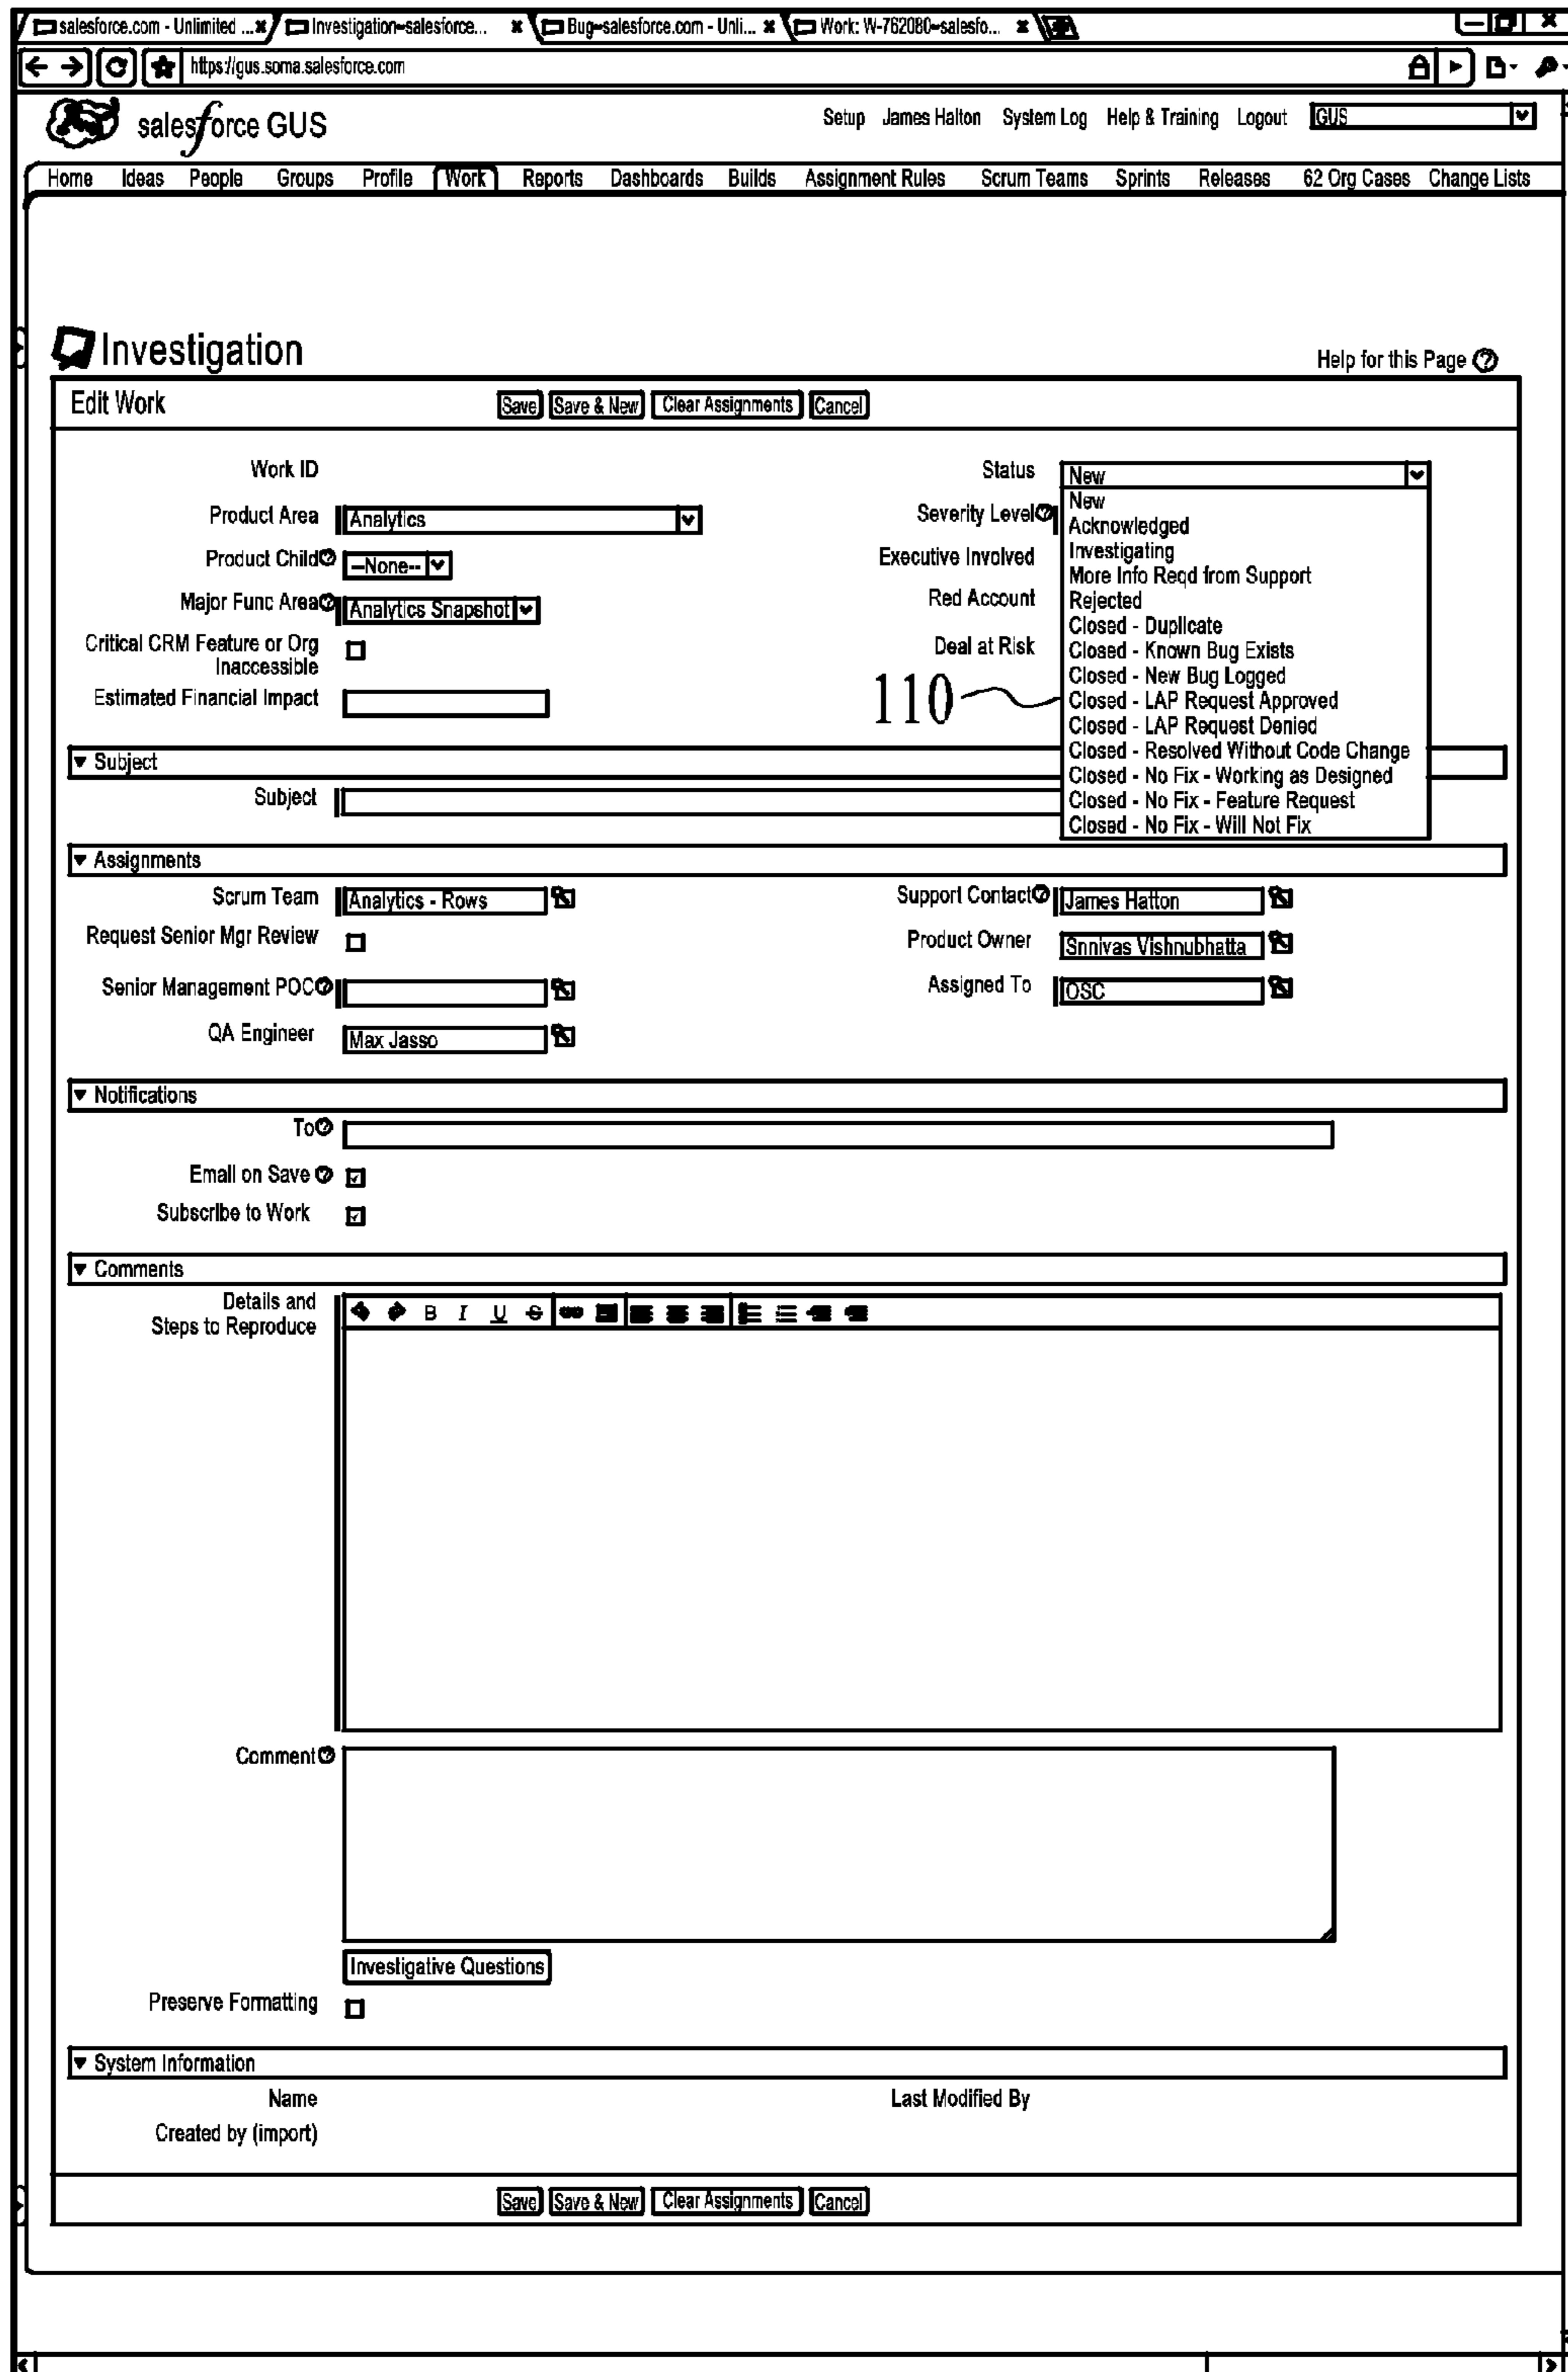 salesforce.com - Unlimited ... Investigation~salesforce... Bug~salesforce.com - Unli... Work: W-762080~salesfo...
https://gus.soma.salesforce.com
salesforce GUS Setup James Halton System Log Help & Training Logout GUS
Home Ideas People Groups Profile Work Reports Dashboards Builds Assignment Rules Scrum Teams Sprints Releases 62 Org Cases Change Lists
Investigation
Help for this Page
Edit Work Save Save & New Clear Assignments Cancel
Work ID Status New
New
Product Area Analytics Severity Level
Acknowledged
Product Child --None-- Executive Involved Investigating
More Info Reqd from Support
Major Func Area Analytics Snapshot Red Account Rejected
Closed - Duplicate
Critical CRM Feature or Org Inaccessible Deal at Risk Closed - Known Bug Exists
Closed - New Bug Logged
Estimated Financial Impact 110 Closed - LAP Request Approved
Closed - LAP Request Denied
Subject Closed - Resolved Without Code Change
Closed - No Fix - Working as Designed
Subject Closed - No Fix - Feature Request
Closed - No Fix - Will Not Fix
Assignments
Scrum Team Analytics - Rows Support Contact James Hatton
Request Senior Mgr Review Product Owner Snnivas Vishnubhatta
Senior Management POC Assigned To OSC
QA Engineer Max Jasso
Notifications
To
Email on Save
Subscribe to Work
Comments
Details and
Steps to Reproduce B I U S
Comment
Investigative Questions
Preserve Formatting
System Information
Name Last Modified By
Created by (import)
Save Save & New Clear Assignments Cancel